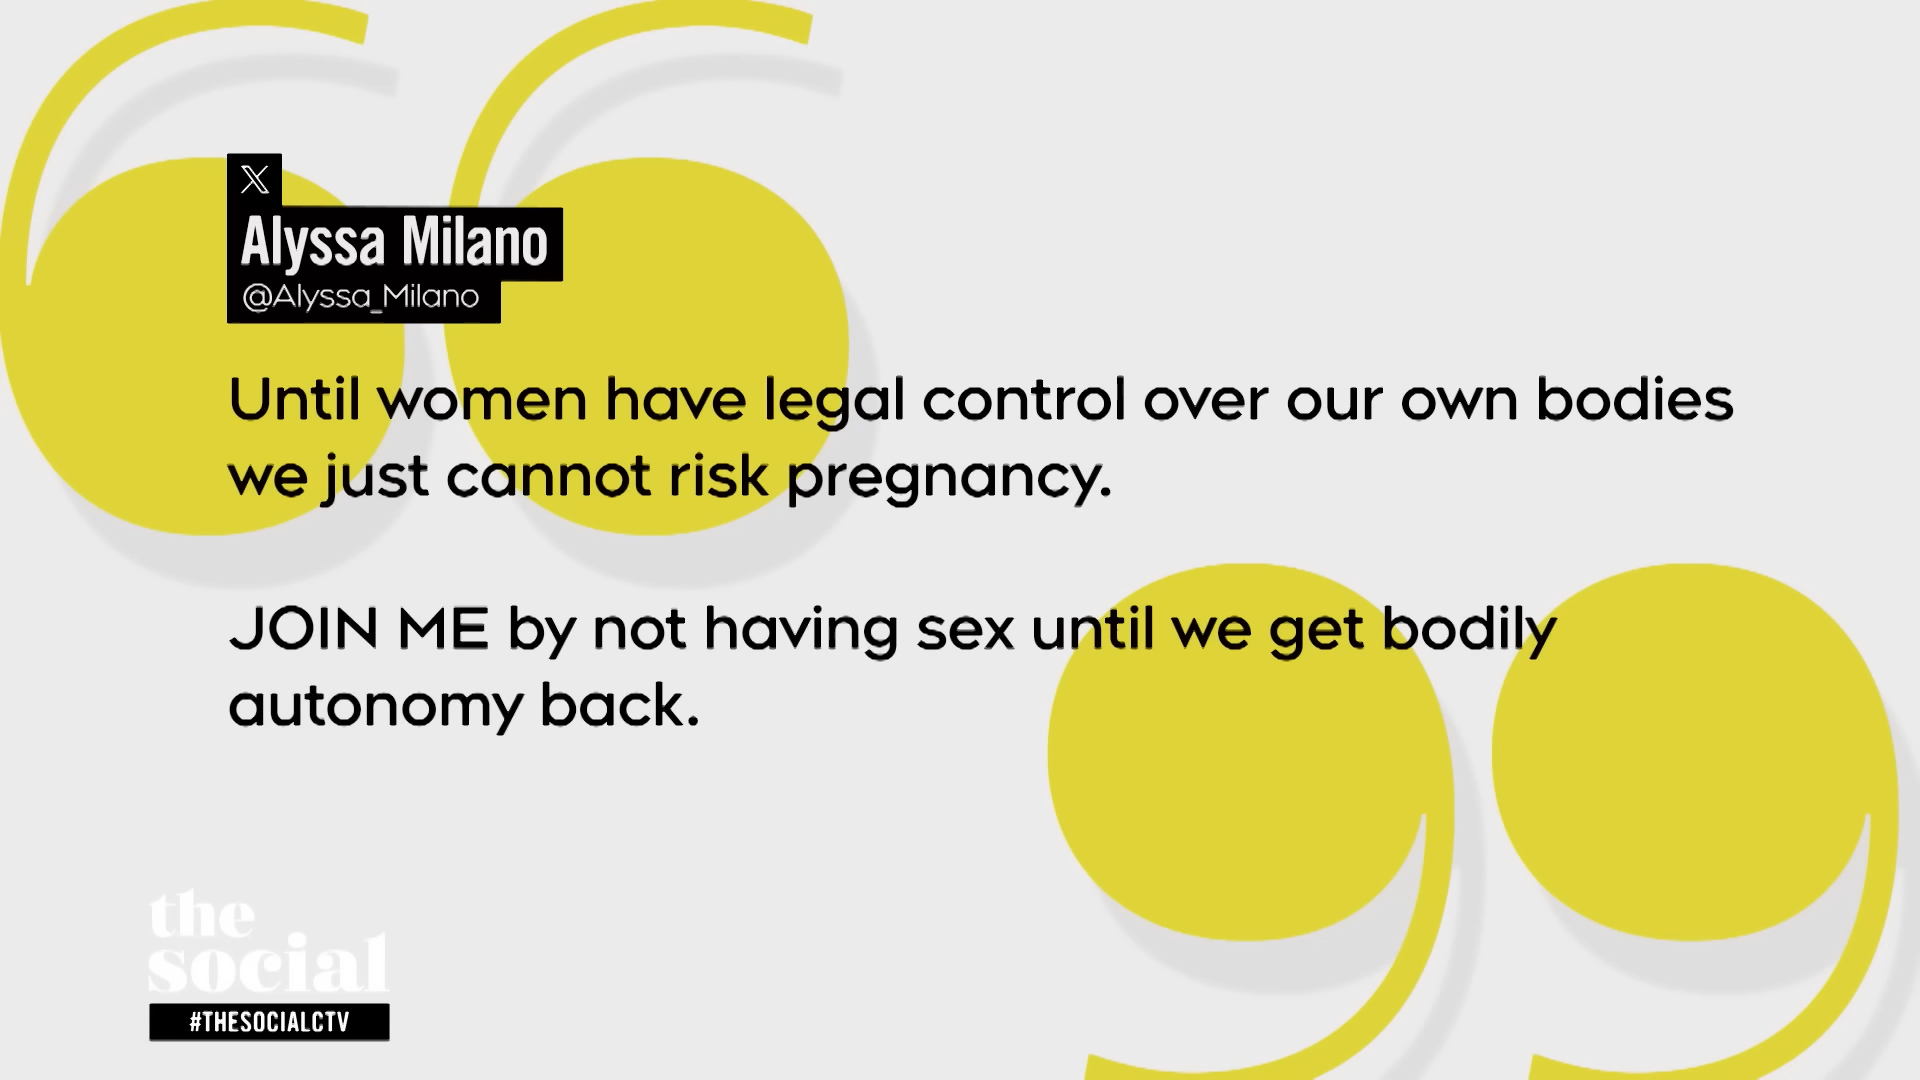 X
Alyssa Milano
@Alyssa_Milano
Until women have legal control over our own bodies
we just cannot risk pregnancy.
JOIN ME by not having sex until we get bodily
autonomy back.
the
social
#THESOCIALCTV